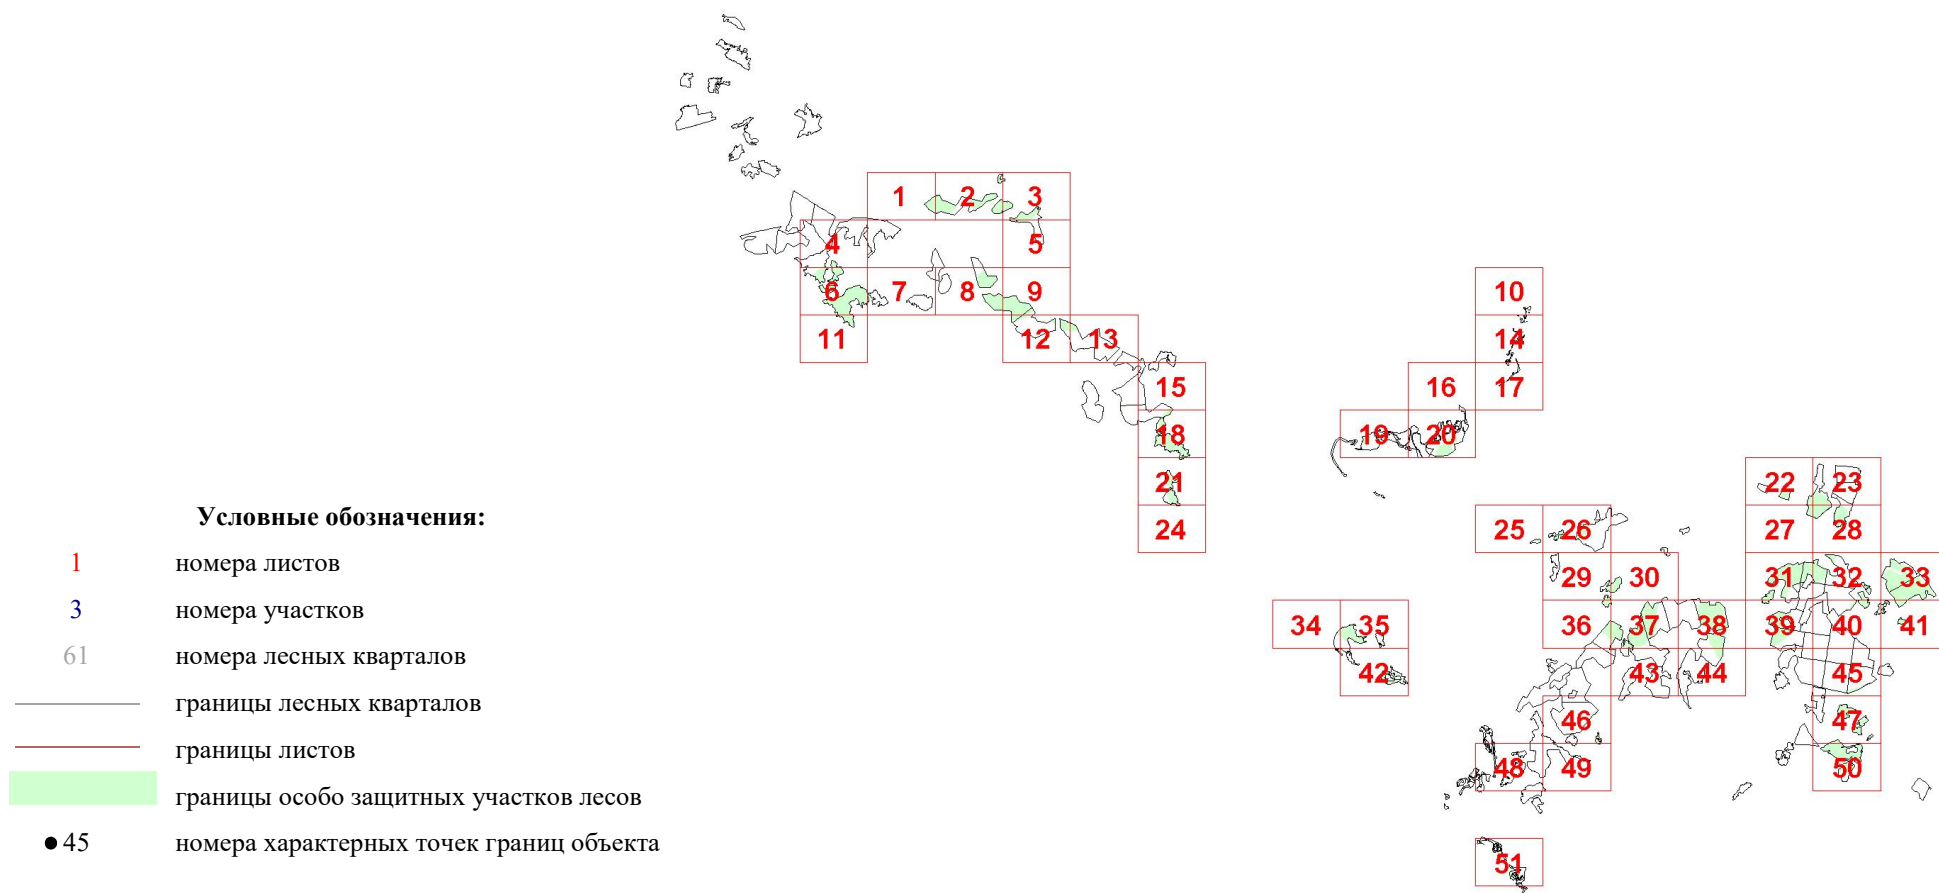 1 2 3
4 5
6 7 8 9 10
11 12 13 14
15 16 17
18 19 20
21 22 23
Условные обозначения:
24 25 26 27 28
1 номера листов
29 30 31 32 33
3 номера участков
34 35 36 37 38 39 40 41
61 номера лесных кварталов
42 43 44 45
границы лесных кварталов
46 47
границы листов
48 49 50
границы особо защитных участков лесов
●45 номера характерных точек границ объекта
51